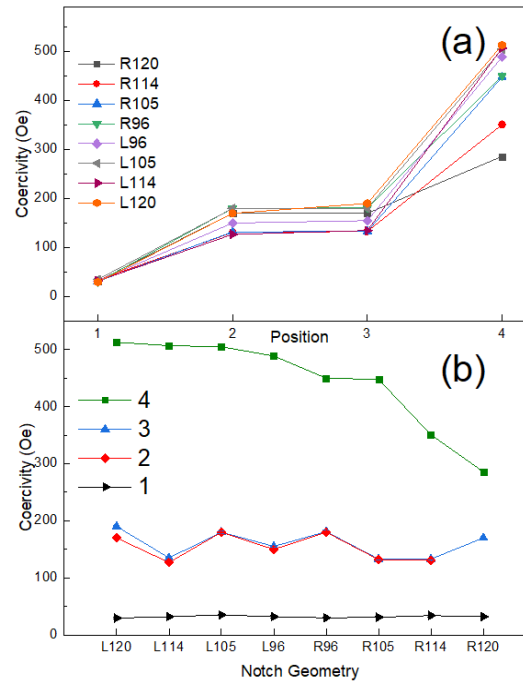 (a)
500
400
300
200
100
0
Coercivity (Oe)
R120
R114
R105
R96
L96
L105
L114
L120
1
2
3
4
Position
(b)
500
400
300
200
100
0
Coercivity (Oe)
4
3
2
1
L120 L114 L105 L96 R96 R105 R114 R120
Notch Geometry